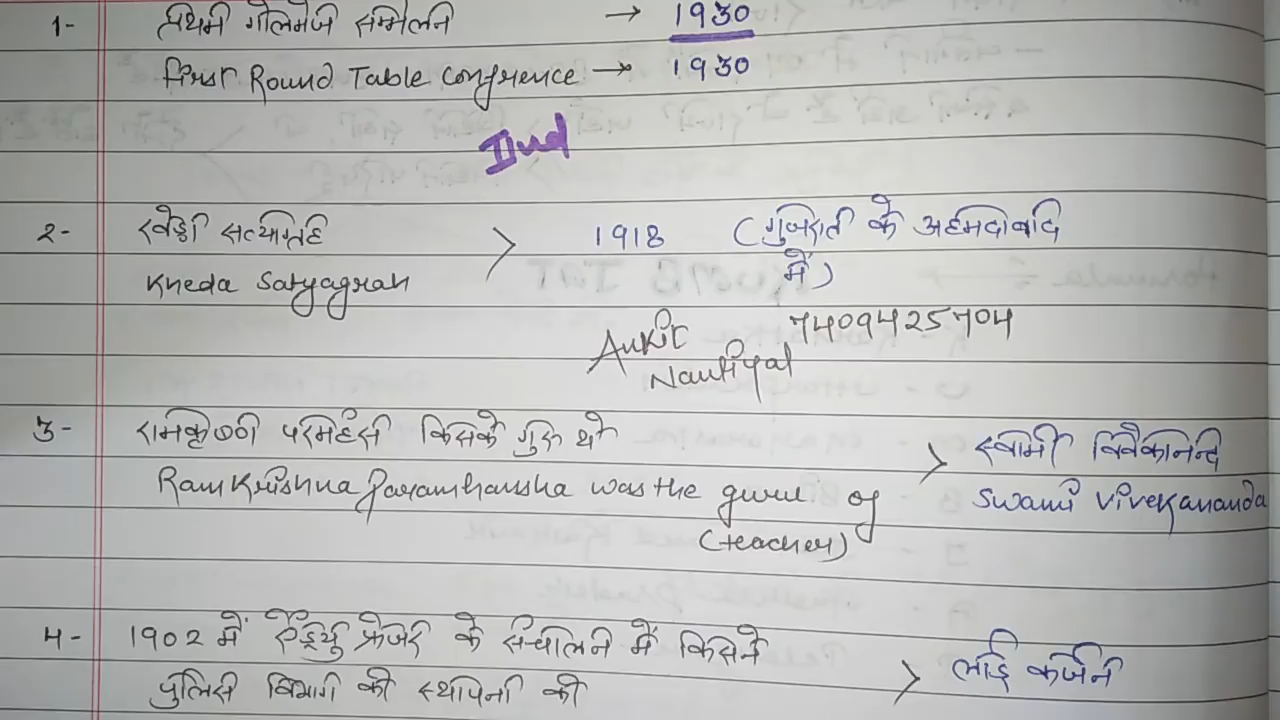 1- प्रथम गोलमेज सम्मेलन → 1930
First Round Table Conference → 1930
IInd
2- खेड़ा सत्याग्रह > 1918 (गुजरात के अहमदाबाद
Kheda Satyagrah में)
Ankit 7409425704
Nautiyal
3- रामकृष्ण परमहंस किसके गुरु थे > स्वामी विवेकानन्द
RamKrishna Paramhansha was the guru of Swami Vivekananda
(teacher)
4- 1902 में एंड्र्यू फ्रेजर के संचालन में किसने > लार्ड कर्जन
पुलिस विभाग की स्थापना की